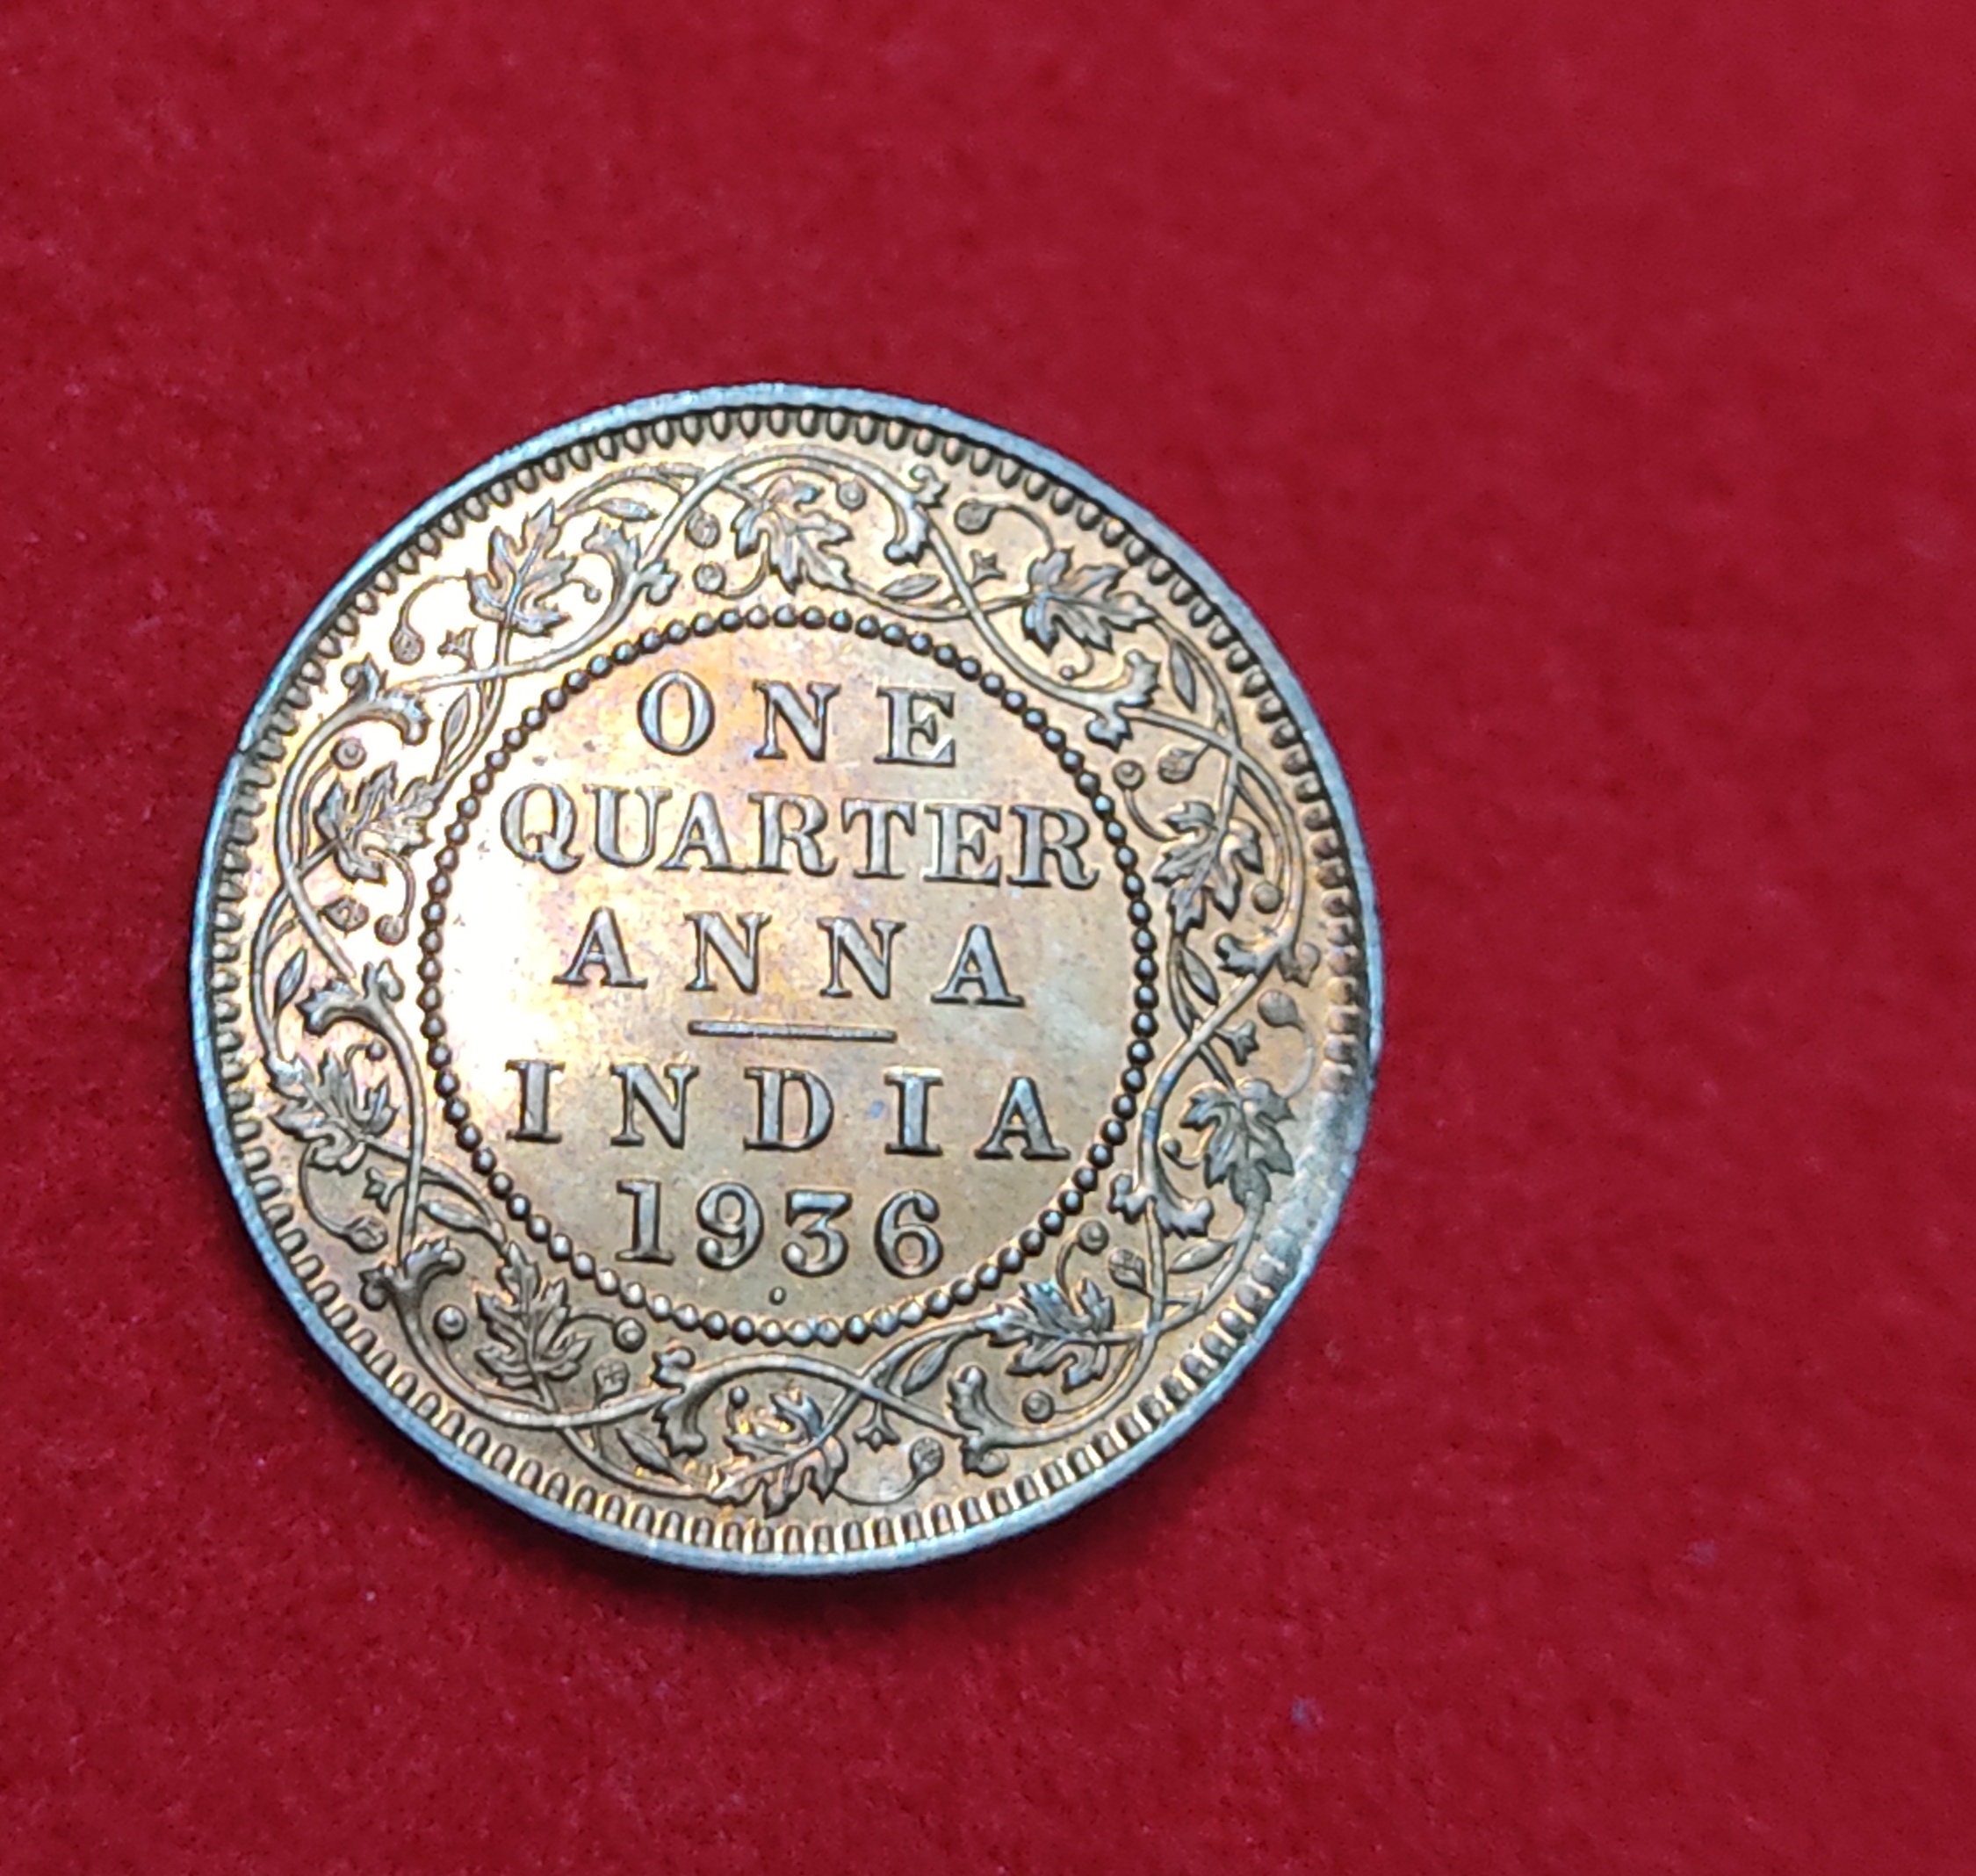 ONE
QUARTER
ANNA
INDIA
1936